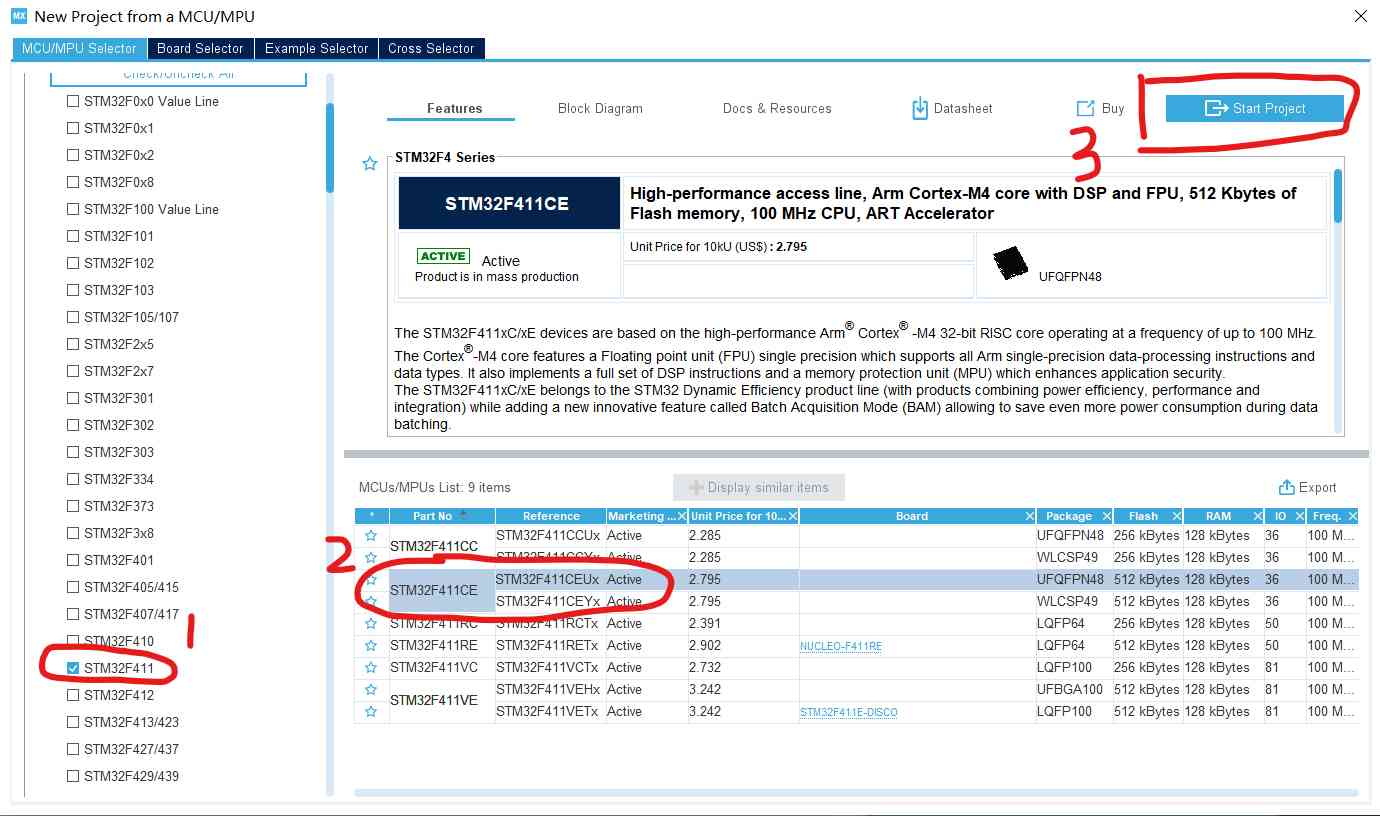 MX New Project from a MCU/MPU
MCU/MPU Selector Board Selector Example Selector Cross Selector
Check/Uncheck All
STM32F0x0 Value Line
STM32F0x1
STM32F0x2
STM32F0x8
STM32F100 Value Line
STM32F101
STM32F102
STM32F103
STM32F105/107
STM32F2x5
STM32F2x7
STM32F301
STM32F302
STM32F303
STM32F334
STM32F373
STM32F3x8
STM32F401
STM32F405/415
STM32F407/417
STM32F410
1
STM32F411
STM32F412
STM32F413/423
STM32F427/437
STM32F429/439
Features Block Diagram Docs & Resources Datasheet Buy Start Project
3
STM32F4 Series
STM32F411CE
High-performance access line, Arm Cortex-M4 core with DSP and FPU, 512 Kbytes of
Flash memory, 100 MHz CPU, ART Accelerator
ACTIVE Active
Product is in mass production
Unit Price for 10kU (US$) : 2.795
UFQFPN48
The STM32F411xC/xE devices are based on the high-performance Arm® Cortex® -M4 32-bit RISC core operating at a frequency of up to 100 MHz.
The Cortex®-M4 core features a Floating point unit (FPU) single precision which supports all Arm single-precision data-processing instructions and
data types. It also implements a full set of DSP instructions and a memory protection unit (MPU) which enhances application security.
The STM32F411xC/xE belongs to the STM32 Dynamic Efficiency product line (with products combining power efficiency, performance and
integration) while adding a new innovative feature called Batch Acquisition Mode (BAM) allowing to save even more power consumption during data
batching.
MCUs/MPUs List: 9 items Display similar items Export
* Part No Reference Marketing ... Unit Price for 10... Board Package Flash RAM IO Freq.
2
STM32F411CC STM32F411CCUx Active 2.285 UFQFPN48 256 kBytes 128 kBytes 36 100 M...
STM32F411CCYx Active 2.285 WLCSP49 256 kBytes 128 kBytes 36 100 M...
STM32F411CE STM32F411CEUx Active 2.795 UFQFPN48 512 kBytes 128 kBytes 36 100 M...
STM32F411CEYx Active 2.795 WLCSP49 512 kBytes 128 kBytes 36 100 M...
STM32F411RC STM32F411RCTx Active 2.391 LQFP64 256 kBytes 128 kBytes 50 100 M...
STM32F411RE STM32F411RETx Active 2.902 NUCLEO-F411RE LQFP64 512 kBytes 128 kBytes 50 100 M...
STM32F411VC STM32F411VCTx Active 2.732 LQFP100 256 kBytes 128 kBytes 81 100 M...
STM32F411VE STM32F411VEHx Active 3.242 UFBGA100 512 kBytes 128 kBytes 81 100 M...
STM32F411VETx Active 3.242 STM32F411E-DISCO LQFP100 512 kBytes 128 kBytes 81 100 M...